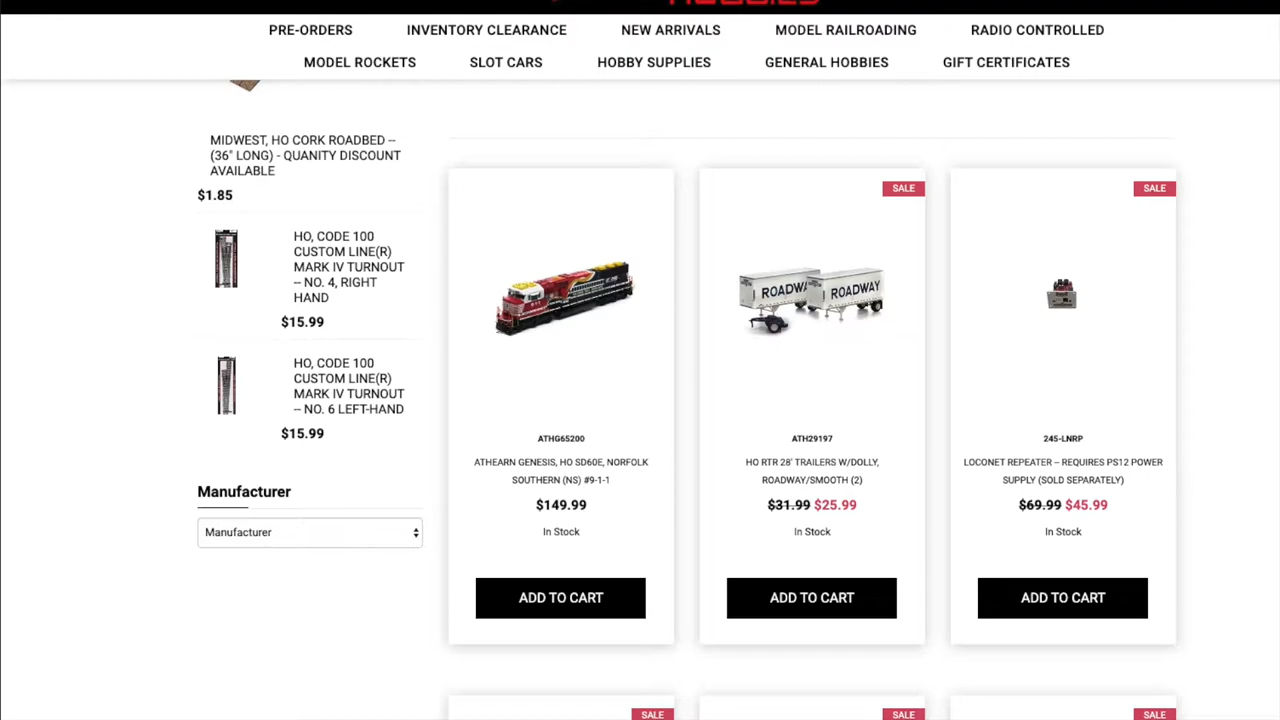 HOBBIES
PRE-ORDERS INVENTORY CLEARANCE NEW ARRIVALS MODEL RAILROADING RADIO CONTROLLED
MODEL ROCKETS SLOT CARS HOBBY SUPPLIES GENERAL HOBBIES GIFT CERTIFICATES
MIDWEST, HO CORK ROADBED --
(36" LONG) - QUANITY DISCOUNT
AVAILABLE
$1.85
HO, CODE 100
CUSTOM LINE(R)
MARK IV TURNOUT
-- NO. 4, RIGHT
HAND
$15.99
HO, CODE 100
CUSTOM LINE(R)
MARK IV TURNOUT
-- NO. 6 LEFT-HAND
$15.99
Manufacturer
Manufacturer
ATHG65200
ATHEARN GENESIS, HO SD60E, NORFOLK
SOUTHERN (NS) #9-1-1
$149.99
In Stock
ADD TO CART
SALE
ROADWAY
ROADWAY
ATH29197
HO RTR 28' TRAILERS W/DOLLY,
ROADWAY/SMOOTH (2)
$31.99 $25.99
In Stock
ADD TO CART
SALE
245-LNRP
LOCONET REPEATER -- REQUIRES PS12 POWER
SUPPLY (SOLD SEPARATELY)
$69.99 $45.99
In Stock
ADD TO CART
SALE
SALE
SALE